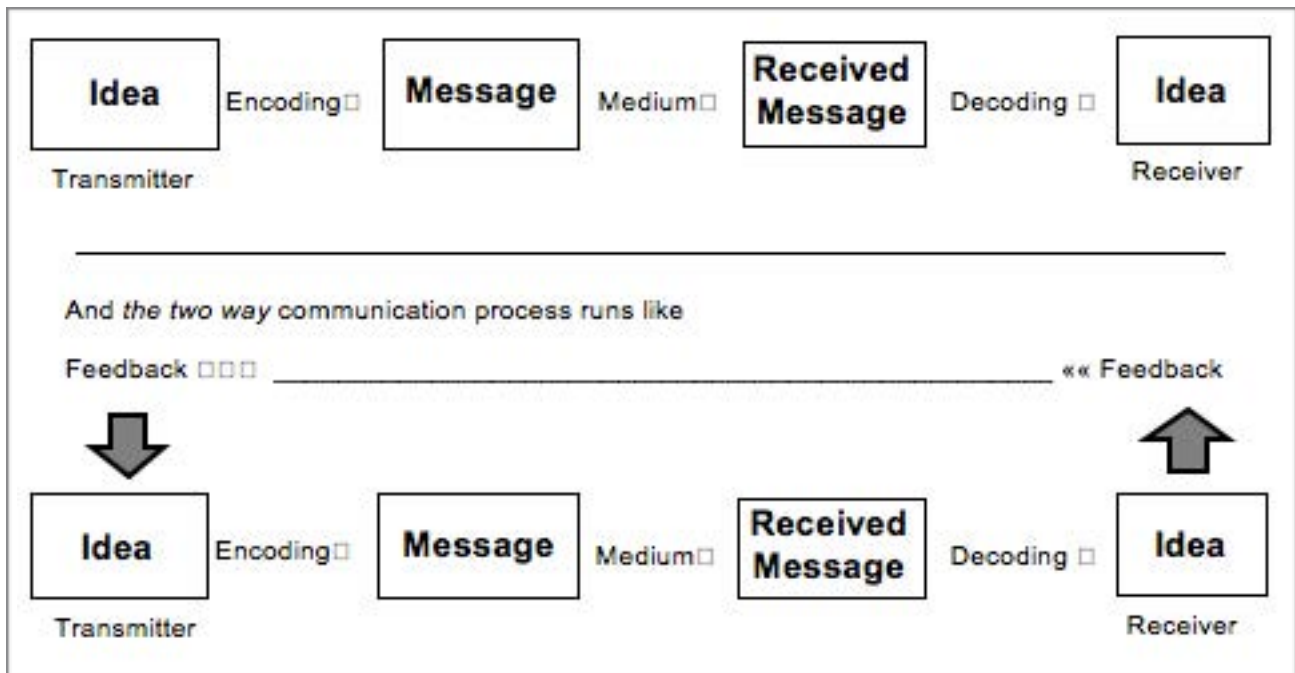 Idea Encoding□ Message Medium□ Received Message Decoding □ Idea
Transmitter Receiver
And the two way communication process runs like
Feedback □□□ «« Feedback
Idea Encoding□ Message Medium□ Received Message Decoding □ Idea
Transmitter Receiver